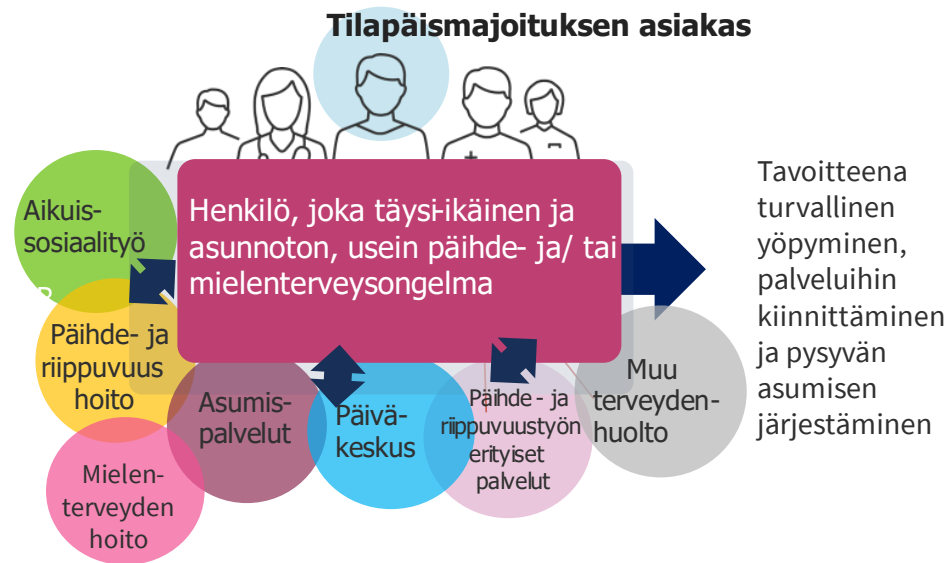 Tilapäismajoituksen asiakas
Henkilö, joka täysi-ikäinen ja
asunnoton, usein päihde- ja/ tai
mielenterveysongelma
Tavoitteena
turvallinen
yöpyminen,
palveluihin
kiinnittäminen
ja pysyvän
asumisen
järjestäminen
Aikuis-
sosiaalityö
Päihde- ja
riippuvuus
hoito
Mielen-
terveyden
hoito
Asumis-
palvelut
Päivä-
keskus
Päihde - ja
riippuvuustyön
erityiset
palvelut
Muu
terveyden-
huolto